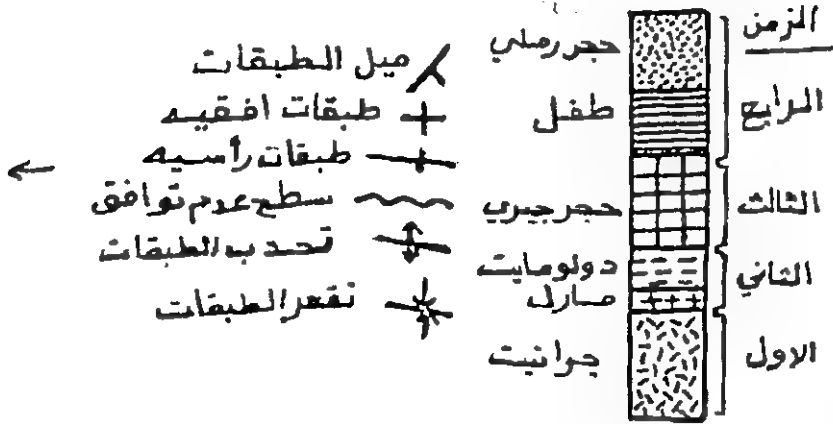 الزمن
الرابع
الثالث
الثاني
الاول
حجر رملي
طفل
حجر جيري
دولومايت
مارل
جرانيت
ميل الطبقات
طبقات افقيه
طبقات رأسيه
سطح عدم توافق
تحدب الطبقات
تقعر الطبقات